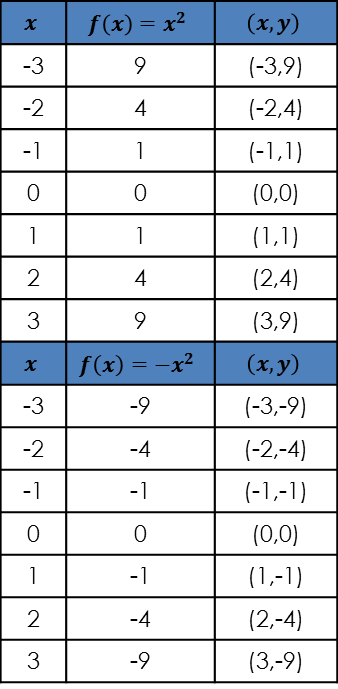 x f(x) = x² (x,y)
-3 9 (-3,9)
-2 4 (-2,4)
-1 1 (-1,1)
0 0 (0,0)
1 1 (1,1)
2 4 (2,4)
3 9 (3,9)
x f(x) = −x² (x,y)
-3 -9 (-3,-9)
-2 -4 (-2,-4)
-1 -1 (-1,-1)
0 0 (0,0)
1 -1 (1,-1)
2 -4 (2,-4)
3 -9 (3,-9)